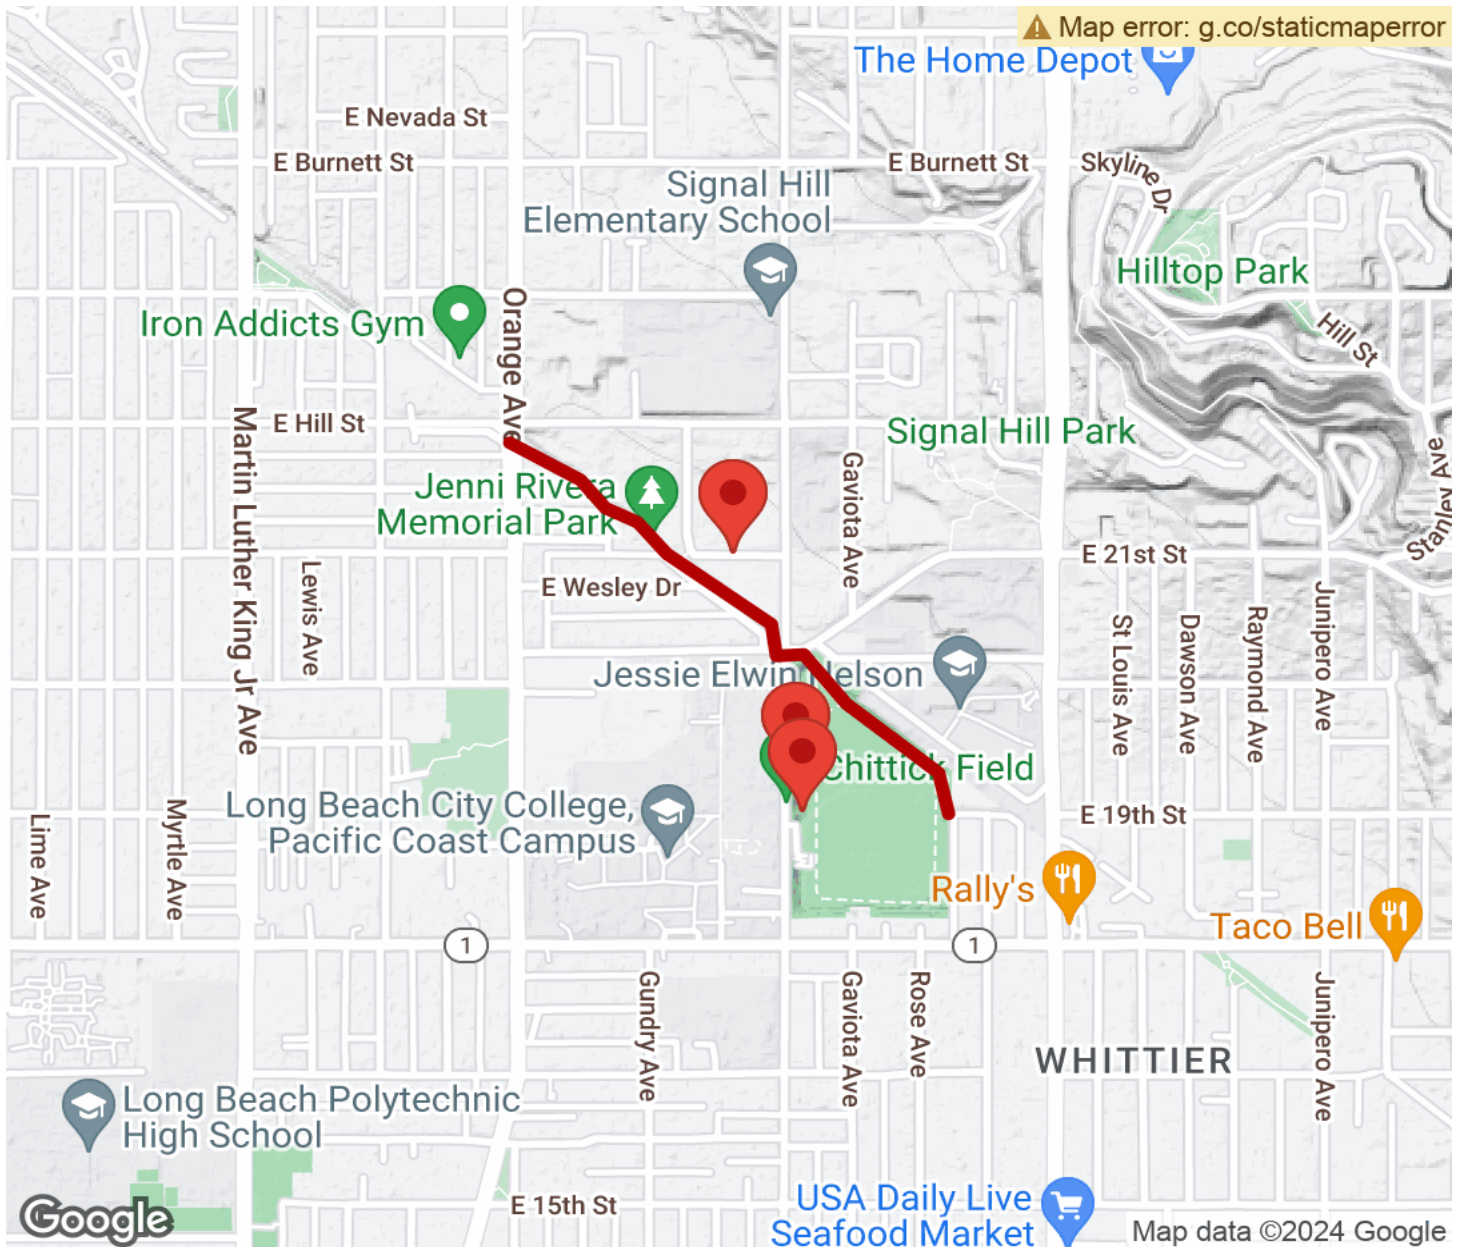 Map error: g.co/staticmaperror
The Home Depot
E Nevada St
E Burnett St
E Burnett St
Skyline Dr
Signal Hill
Elementary School
Hilltop Park
Iron Addicts Gym
Orange Ave
Hill St
E Hill St
Martin Luther King Jr Ave
Signal Hill Park
Stanley Ave
Jenni Rivera
Memorial Park
Gaviota Ave
E 21st St
Lewis Ave
E Wesley Dr
St Louis Ave
Dawson Ave
Raymond Ave
Junipero Ave
Jessie Elwin Nelson
Chittick Field
Long Beach City College,
Pacific Coast Campus
E 19th St
Lime Ave
Myrtle Ave
Rally's
Taco Bell
1
1
Gundry Ave
Gaviota Ave
Rose Ave
Junipero Ave
WHITTIER
Long Beach Polytechnic
High School
E 15th St
USA Daily Live
Seafood Market
Google
Map data ©2024 Google